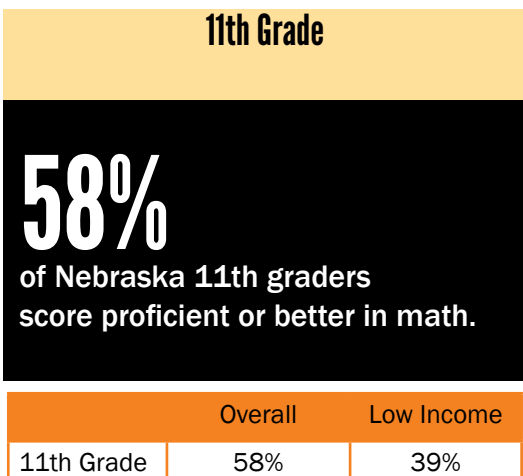 11th Grade
58%
of Nebraska 11th graders
score proficient or better in math.
Overall Low Income
11th Grade 58% 39%